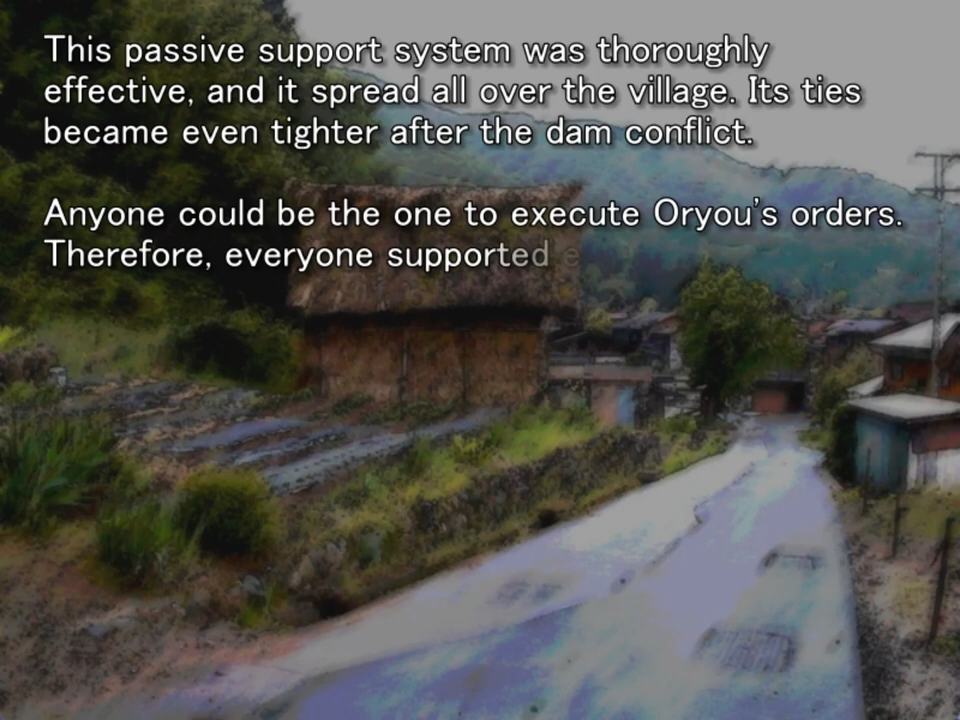 This passive support system was thoroughly
effective, and it spread all over the village. Its ties
became even tighter after the dam conflict.
Anyone could be the one to execute Oryou's orders.
Therefore, everyone supported e